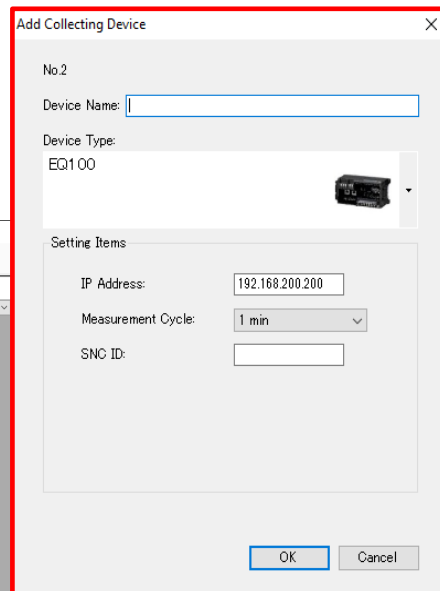 Add Collecting Device
No.2
Device Name:
Device Type:
EQ100
Setting Items
IP Address: 192.168.200.200
Measurement Cycle: 1 min
SNC ID:
OK Cancel